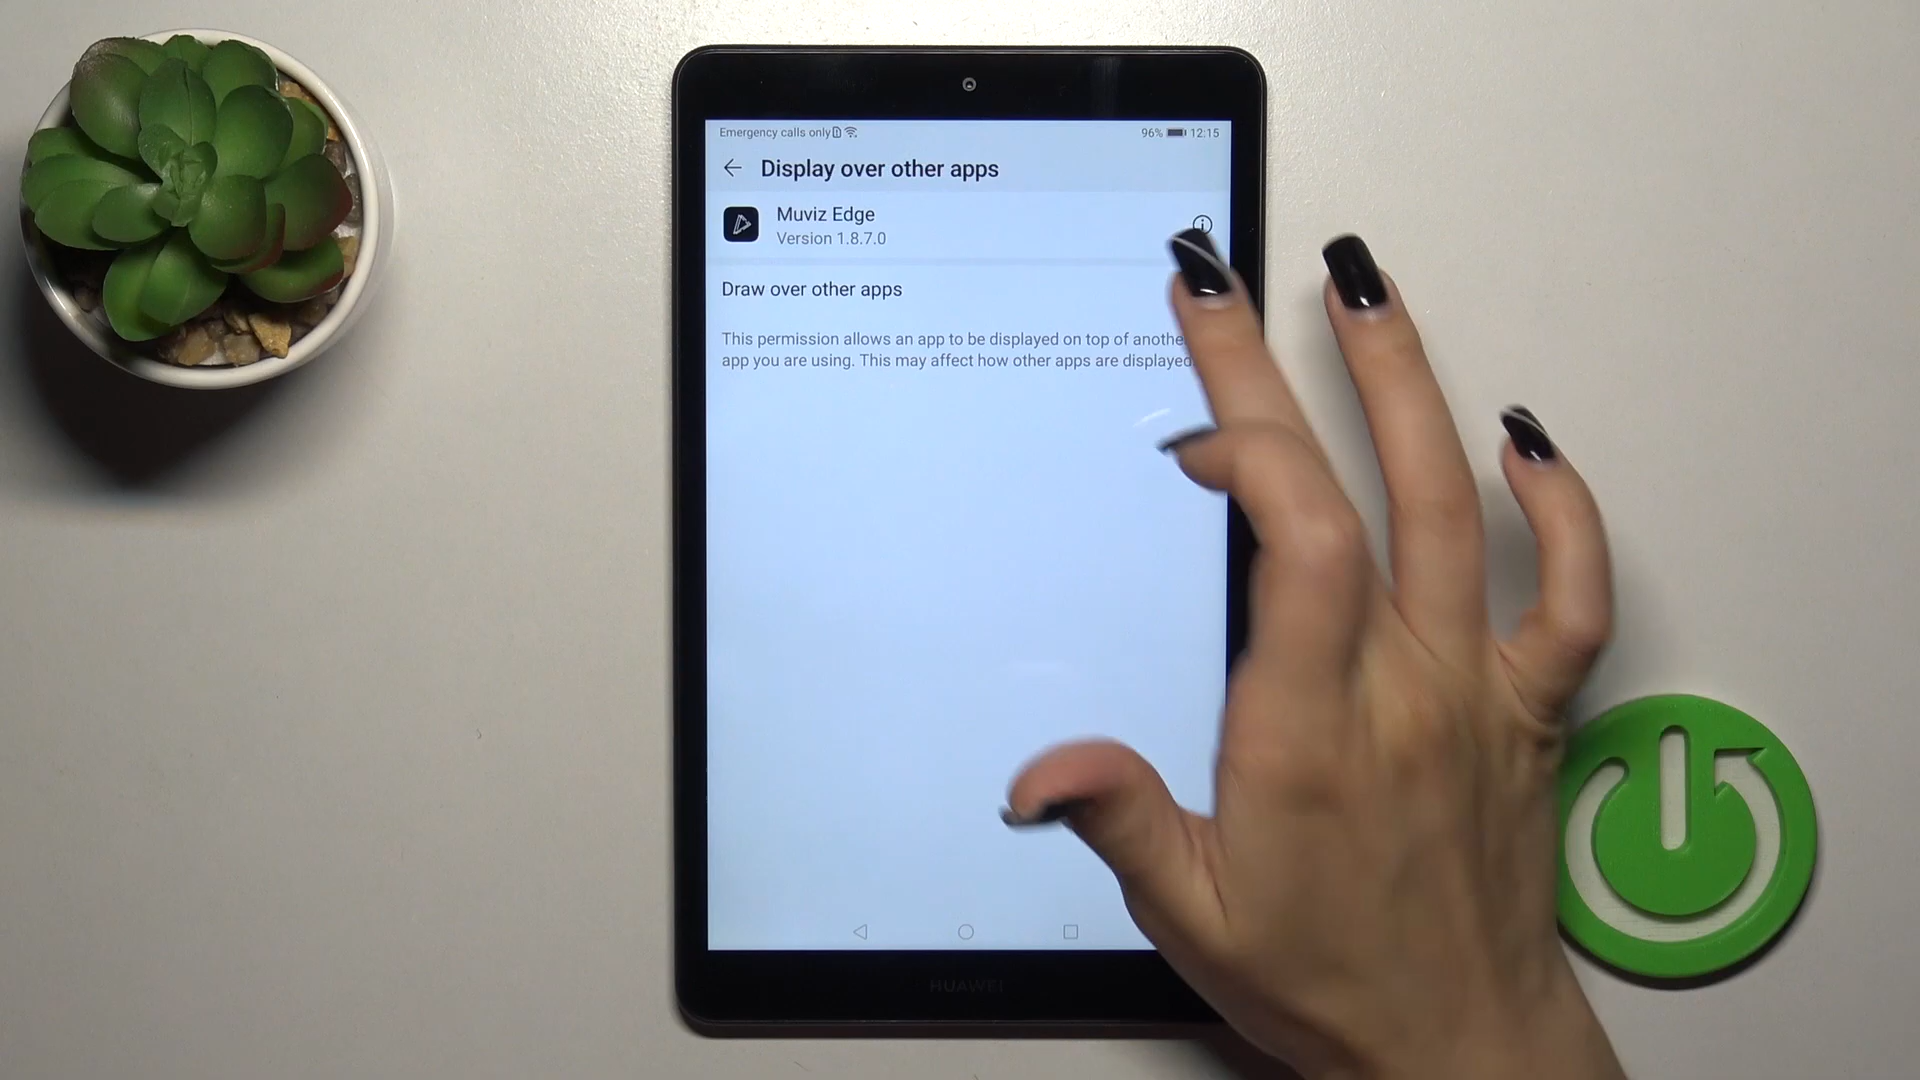 Emergency calls only
96% 12:15
Display over other apps
Muviz Edge
Version 1.8.7.0
Draw over other apps
This permission allows an app to be displayed on top of
app you are using. This may affect how other apps are displayed
HUAWEI